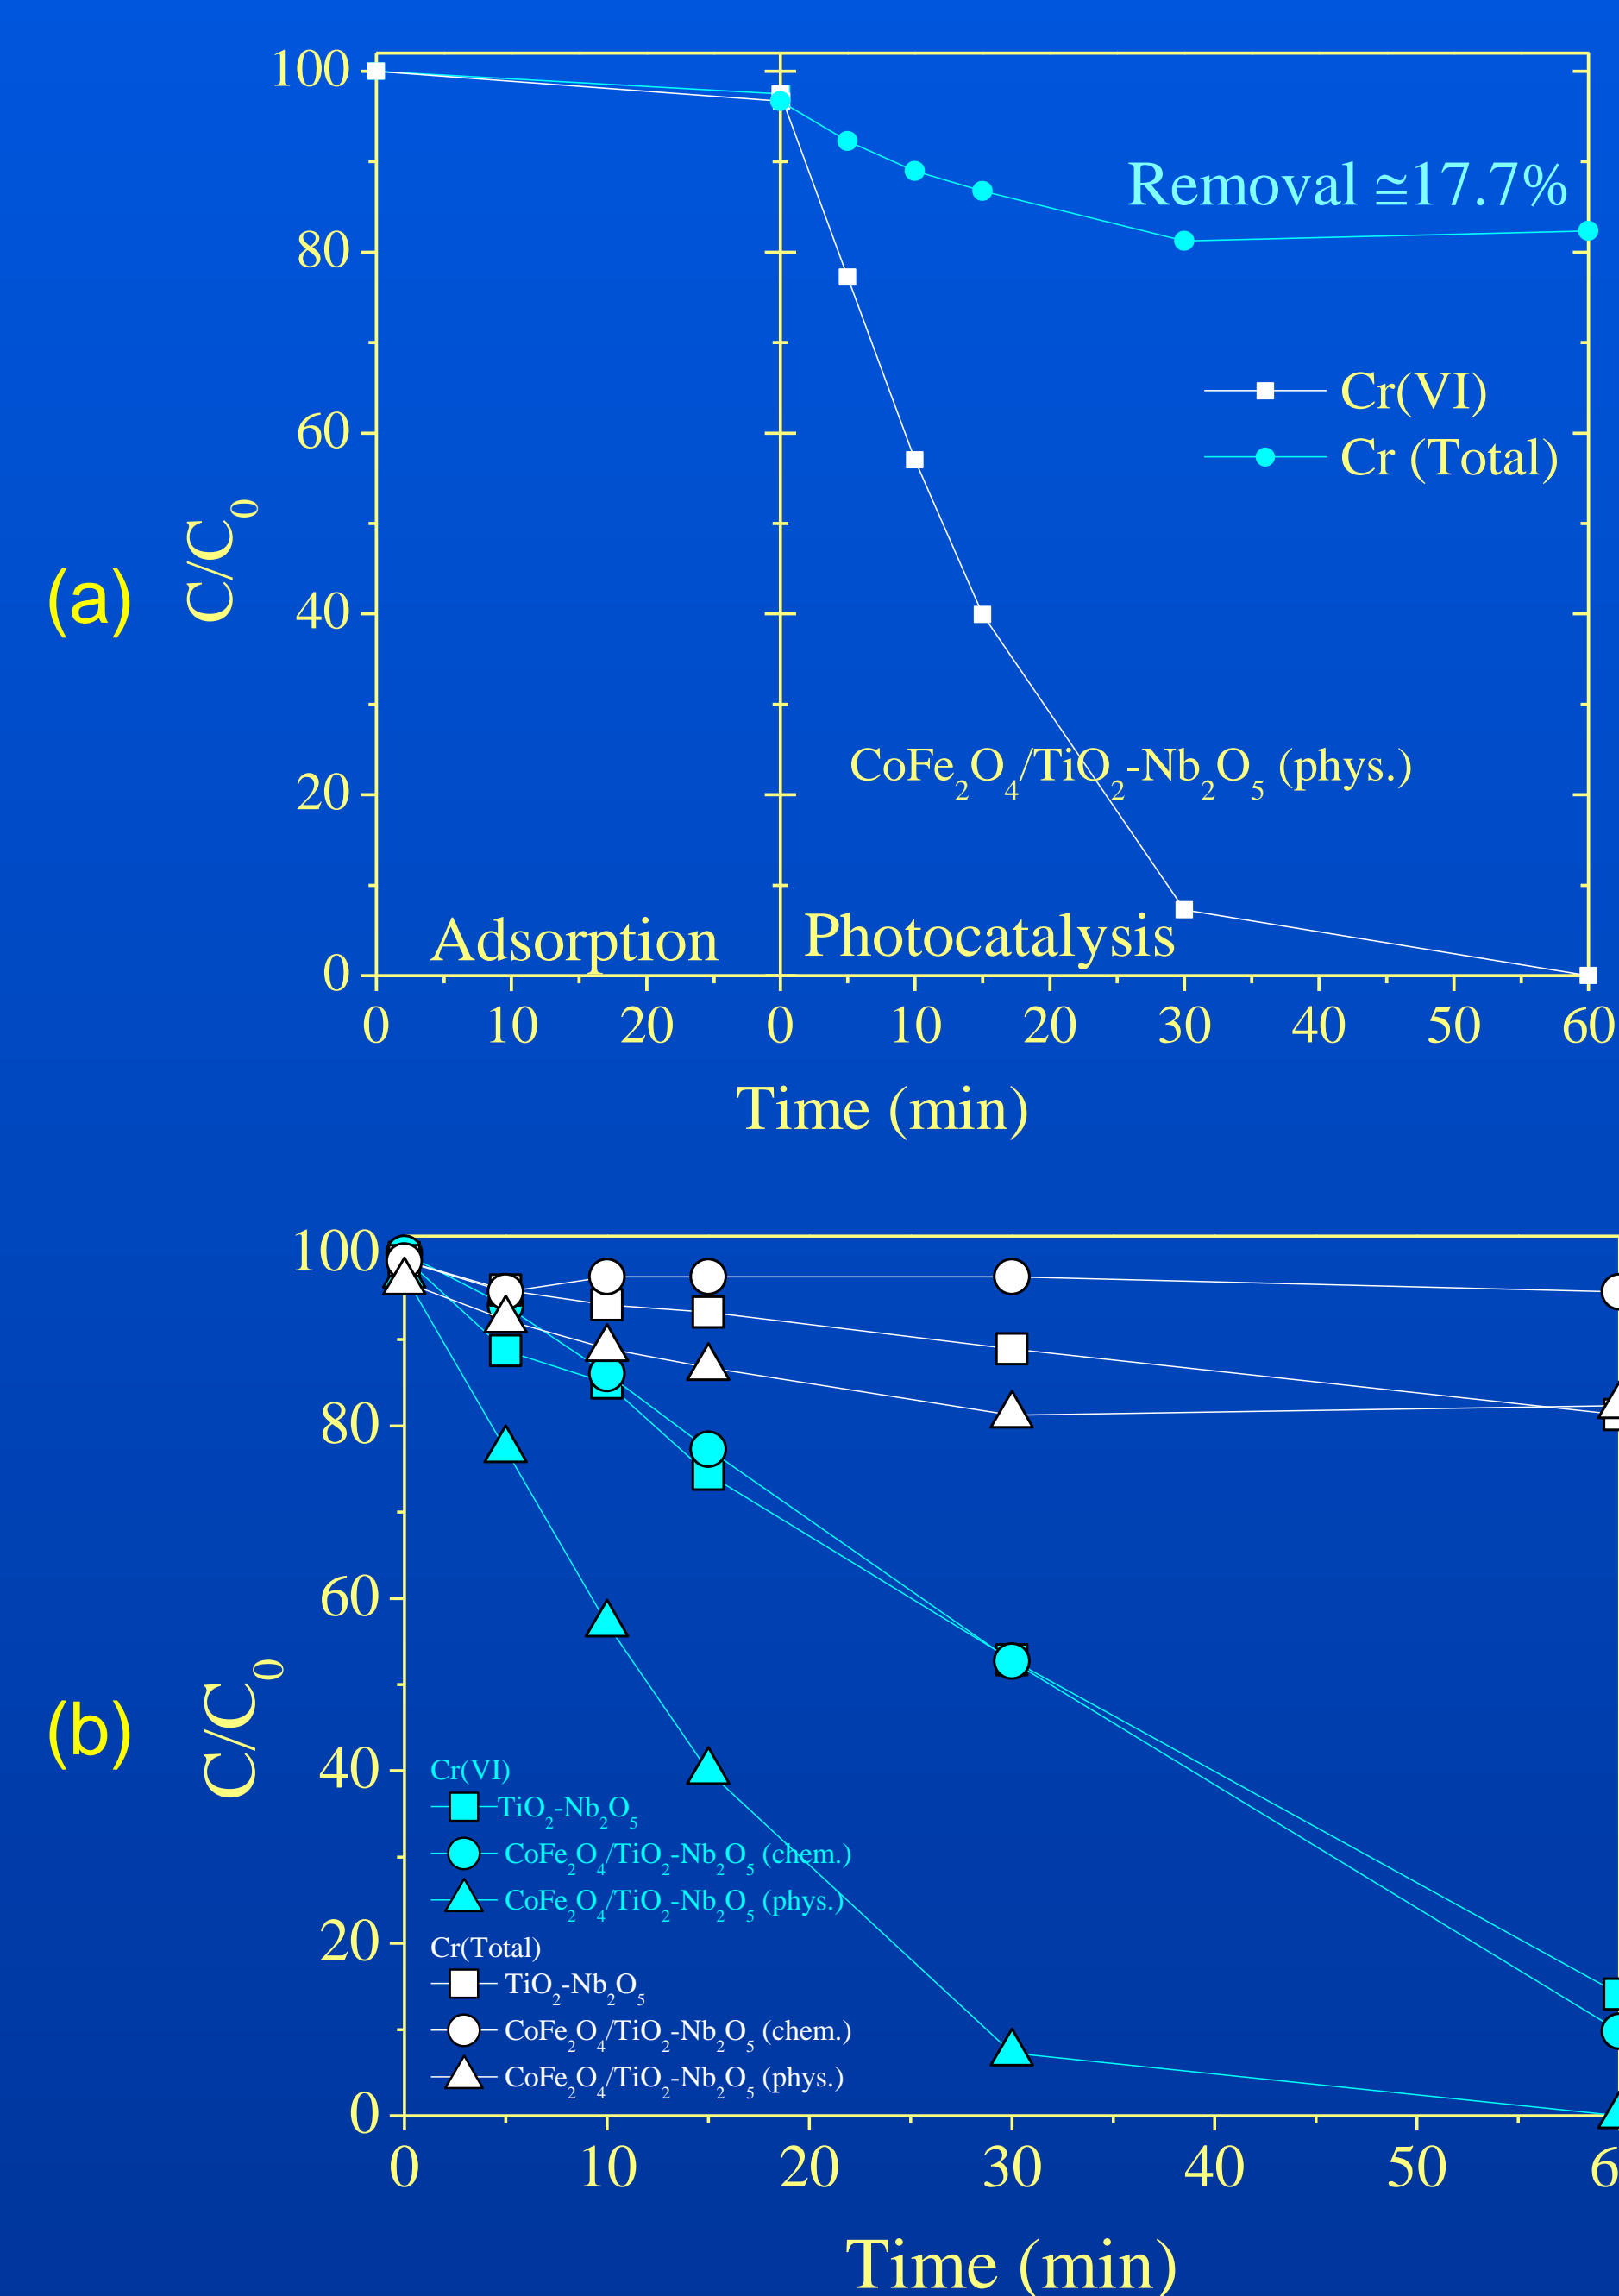 100
80
60
40
20
0
C/C0
(a)
Removal ≅17.7%
Cr(VI)
Cr (Total)
CoFe2O4/TiO2-Nb2O5 (phys.)
Adsorption
Photocatalysis
0 10 20 0 10 20 30 40 50 60
Time (min)
100
80
60
40
20
0
C/C0
(b)
Cr(VI)
TiO2-Nb2O5
CoFe2O4/TiO2-Nb2O5 (chem.)
CoFe2O4/TiO2-Nb2O5 (phys.)
Cr(Total)
TiO2-Nb2O5
CoFe2O4/TiO2-Nb2O5 (chem.)
CoFe2O4/TiO2-Nb2O5 (phys.)
0 10 20 30 40 50 6
Time (min)